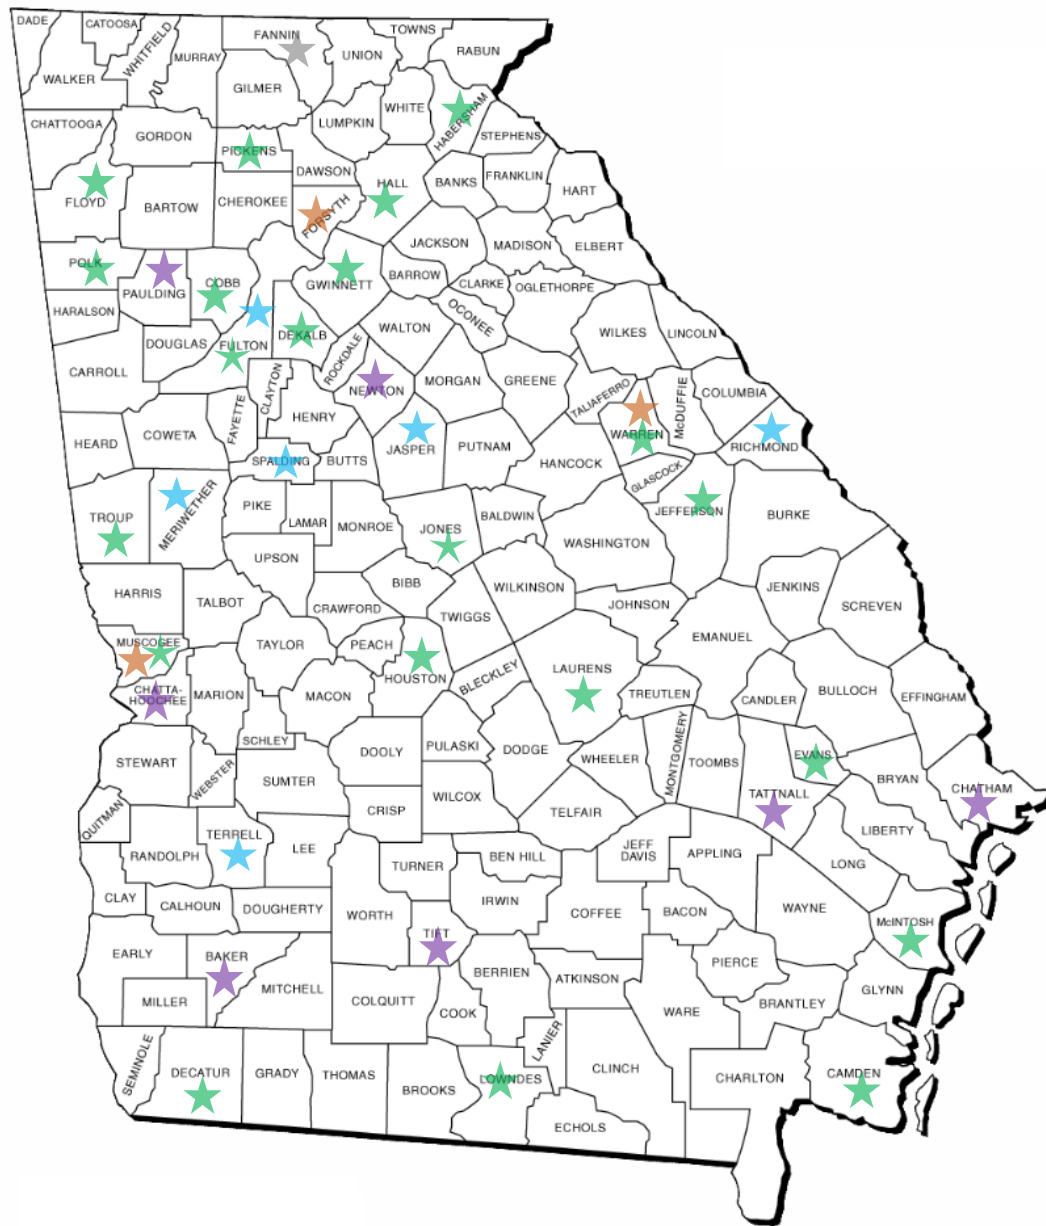 DADE
CATOOSA
WHITFIELD
MURRAY
FANNIN
UNION
TOWNS
RABUN
WALKER
GILMER
WHITE
HABERSHAM
LUMPKIN
STEPHENS
CHATTOOGA
GORDON
PICKENS
DAWSON
HALL
BANKS
FRANKLIN
HART
FLOYD
BARTOW
CHEROKEE
FORSYTH
JACKSON
MADISON
ELBERT
POLK
PAULDING
COBB
GWINNETT
BARROW
CLARKE
OGLETHORPE
OCONEE
HARALSON
DOUGLAS
FULTON
DEKALB
ROCKDALE
WALTON
WILKES
LINCOLN
CARROLL
CLAYTON
NEWTON
MORGAN
GREENE
TALIAFERRO
McDUFFIE
COLUMBIA
HEARD
COWETA
FAYETTE
HENRY
WARREN
RICHMOND
SPALDING
BUTTS
JASPER
PUTNAM
HANCOCK
GLASCOCK
JEFFERSON
BURKE
TROUP
MERIWETHER
PIKE
LAMAR
MONROE
JONES
BALDWIN
WASHINGTON
UPSON
HARRIS
TALBOT
CRAWFORD
BIBB
TWIGGS
WILKINSON
JOHNSON
JENKINS
SCREVEN
MUSCOGEE
TAYLOR
PEACH
HOUSTON
BLECKLEY
LAURENS
EMANUEL
CHATTA-
HOOCHEE
MARION
MACON
TREUTLEN
CANDLER
BULLOCH
EFFINGHAM
SCHLEY
DOOLY
PULASKI
DODGE
WHEELER
MONTGOMERY
TOOMBS
EVANS
STEWART
WEBSTER
SUMTER
BRYAN
CHATHAM
QUITMAN
CRISP
WILCOX
TELFAIR
TATTNALL
LIBERTY
RANDOLPH
TERRELL
LEE
TURNER
BEN HILL
JEFF
DAVIS
APPLING
LONG
CLAY
CALHOUN
DOUGHERTY
WORTH
IRWIN
COFFEE
BACON
WAYNE
McINTOSH
EARLY
BAKER
TIFT
MITCHELL
BERRIEN
ATKINSON
PIERCE
MILLER
COLQUITT
COOK
WARE
BRANTLEY
GLYNN
SEMINOLE
DECATUR
GRADY
THOMAS
BROOKS
LOWNDES
LANIER
CLINCH
CHARLTON
CAMDEN
ECHOLS